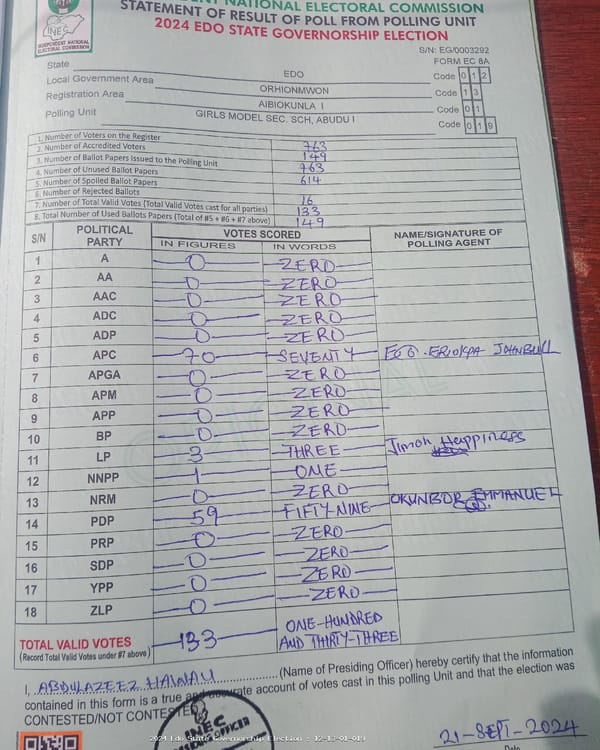 INDEPENDENT NATIONAL ELECTORAL COMMISSION
STATEMENT OF RESULT OF POLL FROM POLLING UNIT
2024 EDO STATE GOVERNORSHIP ELECTION
INEC
INDEPENDENT NATIONAL
ELECTORAL COMMISSION
S/N: EG/0003292
FORM EC 8A
State EDO Code 0 1 2
Local Government Area ORHIONMWON Code 1 3
Registration Area AIBIOKUNLA I Code 0 1
Polling Unit GIRLS MODEL SEC. SCH, ABUDU I Code 0 1 9
1. Number of Voters on the Register 763
2. Number of Accredited Voters 149
3. Number of Ballot Papers Issued to the Polling Unit 763
4. Number of Unused Ballot Papers 614
5. Number of Spoiled Ballot Papers
6. Number of Rejected Ballots 16
7. Number of Total Valid Votes (Total Valid Votes cast for all parties) 133
8. Total Number of Used Ballots Papers (Total of #5 + #6 + #7 above) 149
S/N POLITICAL PARTY VOTES SCORED NAME/SIGNATURE OF POLLING AGENT
IN FIGURES IN WORDS
1 A 0 ZERO
2 AA 0 ZERO
3 AAC 0 ZERO
4 ADC 0 ZERO
5 ADP 0 ZERO
6 APC 70 SEVENTY JOHNBULL
7 APGA 0 ZERO
8 APM 0 ZERO
9 APP 0 ZERO
10 BP 0 ZERO
11 LP 3 THREE Jimoh Happiness
12 NNPP 1 ONE
13 NRM 0 ZERO
14 PDP 59 FIFTY NINE OKUNBOR EMMANUEL
15 PRP 0 ZERO
16 SDP 0 ZERO
17 YPP 0 ZERO
18 ZLP 0 ZERO
TOTAL VALID VOTES 133 ONE-HUNDRED AND THIRTY-THREE
(Record Total Valid Votes under #7 above)
I, ABDULAZEEZ HAWAU (Name of Presiding Officer) hereby certify that the information
contained in this form is a true and accurate account of votes cast in this polling Unit and that the election was
CONTESTED/NOT CONTESTED
INEC
21-SEPT-2024
Date
2024 Edo State Governorship Election : 12-13-01-019